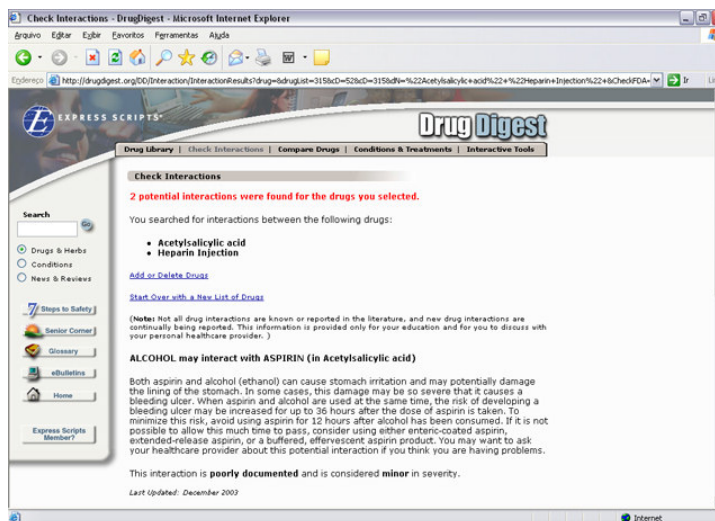 Check Interactions - DrugDigest - Microsoft Internet Explorer
Arquivo Editar Exibir Favoritos Ferramentas Ajuda
Endereço http://drugdigest.org/DD/Interaction/InteractionResults?drug=&drugList=315&cD=52&cD=315&dN=%22Acetylsalicylic+acid%22+%22Heparin+Injection%22+&CheckFDA= Ir
EXPRESS SCRIPTS
Drug Digest
Drug Library | Check Interactions | Compare Drugs | Conditions & Treatments | Interactive Tools
Check Interactions
2 potential interactions were found for the drugs you selected.
Search
Go
Drugs & Herbs
Conditions
News & Reviews
7 Steps to Safety
Senior Corner
Glossary
eBulletins
Home
Express Scripts
Member?
You searched for interactions between the following drugs:
• Acetylsalicylic acid
• Heparin Injection
Add or Delete Drugs
Start Over with a New List of Drugs
(Note: Not all drug interactions are known or reported in the literature, and new drug interactions are
continually being reported. This information is provided only for your education and for you to discuss with
your personal healthcare provider. )
ALCOHOL may interact with ASPIRIN (in Acetylsalicylic acid)
Both aspirin and alcohol (ethanol) can cause stomach irritation and may potentially damage
the lining of the stomach. In some cases, this damage may be so severe that it causes a
bleeding ulcer. When aspirin and alcohol are used at the same time, the risk of developing a
bleeding ulcer may be increased for up to 36 hours after the dose of aspirin is taken. To
minimize this risk, avoid using aspirin for 12 hours after alcohol has been consumed. If it is not
possible to allow this much time to pass, consider using either enteric-coated aspirin,
extended-release aspirin, or a buffered, effervescent aspirin product. You may want to
ask your healthcare provider about this potential interaction if you think you are having problems.
This interaction is poorly documented and is considered minor in severity.
Last Updated: December 2003
Internet